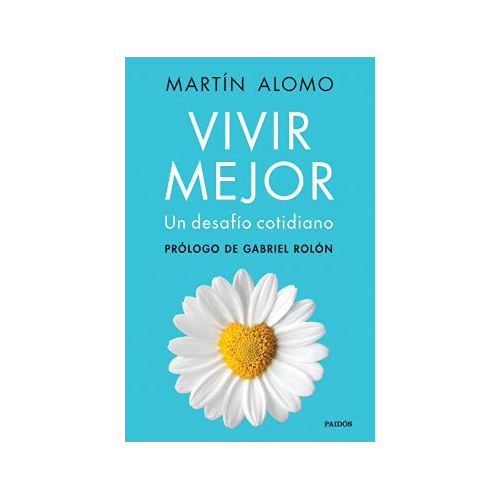 MARTÍN ALOMO
VIVIR
MEJOR
Un desafío cotidiano
PRÓLOGO DE GABRIEL ROLÓN
PAIDÓS